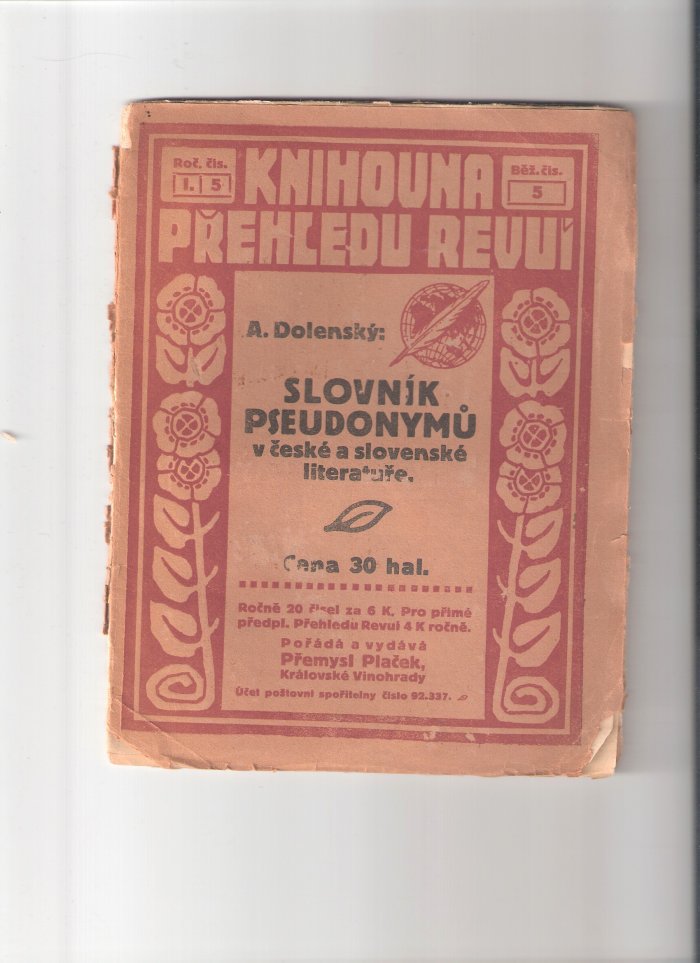 Roč. čís.
I. 5
KNIHOVNA
Běž. čís.
5
PŘEHLEDU REVUÍ
A. Dolenský:
SLOVNÍK
PSEUDONYMŮ
v české a slovenské
literatuře.
Cena 30 hal.
Ročně 20 čísel za 6 K. Pro přímé
předpl. Přehledu Revuí 4 K ročně.
Pořádá a vydává
Přemysl Plaček,
Královské Vinohrady
Účet poštovní spořitelny číslo 92.337.